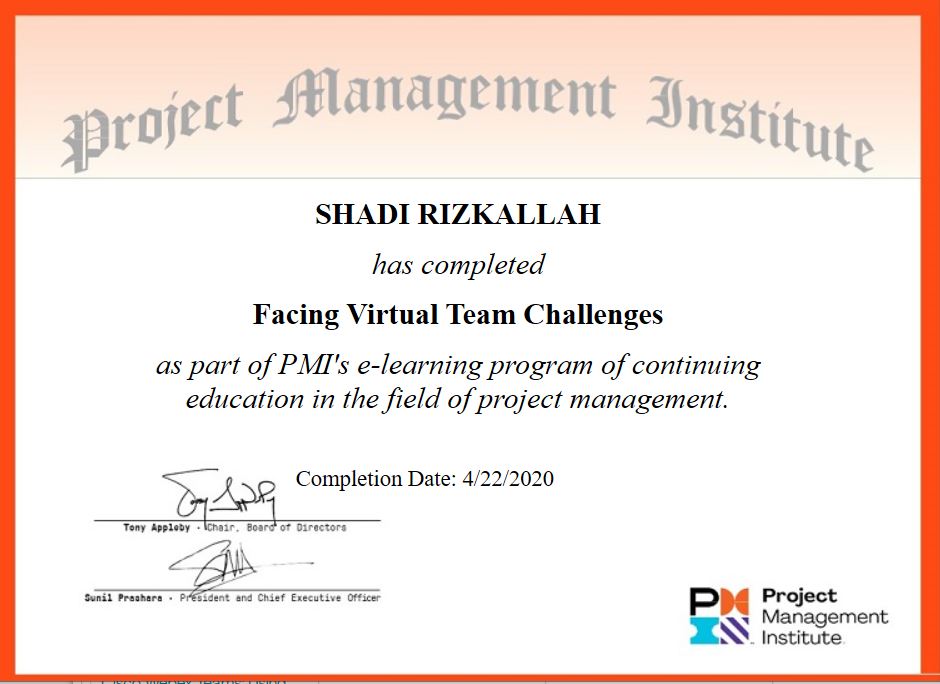 Project Management Institute
SHADI RIZKALLAH
has completed
Facing Virtual Team Challenges
as part of PMI's e-learning program of continuing
education in the field of project management.
Completion Date: 4/22/2020
Tony Appleby · Chair, Board of Directors
Sunil Prashara · President and Chief Executive Officer
Project
Management
Institute.